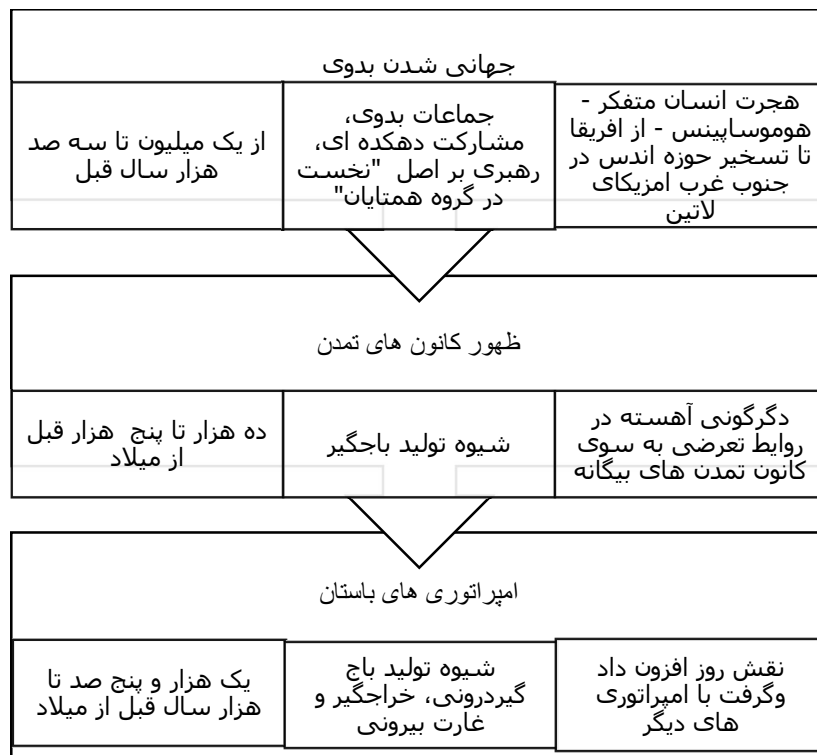 جهانی شدن بدوی
هجرت انسان متفکر -
هوموساپینس - از افریقا
تا تسخیر حوزه اندس در
جنوب غرب امزیکای
لاتین
جماعات بدوی،
مشارکت دهکده ای،
رهبری بر اصل "نخست
در گروه همتایان"
از یک میلیون تا سه صد
هزار سال قبل
ظهور کانون های تمدن
دگرگونی آهسته در
روابط تعرضی به سوی
کانون تمدن های بیگانه
شیوه تولید باجگیر
ده هزار تا پنج هزار قبل
از میلاد
امپراتوری های باستان
نقش روز افزون داد
وگرفت با امپراتوری
های دیگر
شیوه تولید باج
گیردرونی، خراجگیر و
غارت بیرونی
یک هزار و پنج صد تا
هزار سال قبل از میلاد